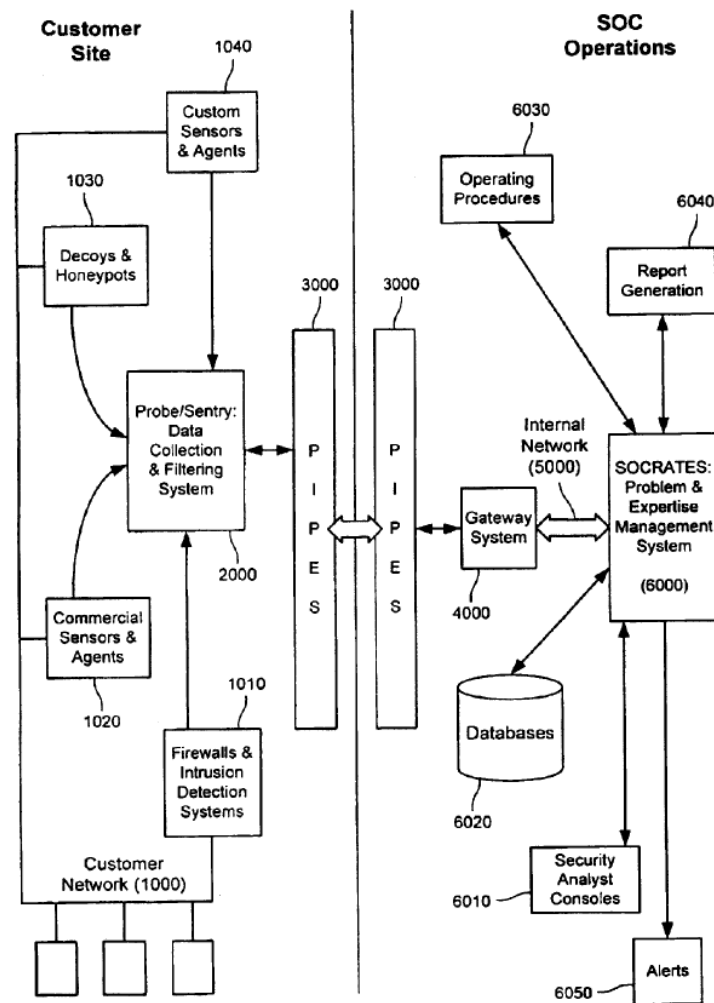 Customer
Site
SOC
Operations
1040
Custom
Sensors
& Agents
1030
Decoys &
Honeypots
6030
Operating
Procedures
6040
Report
Generation
3000
3000
Probe/Sentry:
Data
Collection
& Filtering
System
2000
P
I
P
E
S
P
I
P
E
S
Internal
Network
(5000)
Gateway
System
4000
SOCRATES:
Problem &
Expertise
Management
System
(6000)
Commercial
Sensors &
Agents
1020
1010
Firewalls &
Intrusion
Detection
Systems
Databases
6020
Customer
Network (1000)
Security
Analyst
Consoles
6010
Alerts
6050